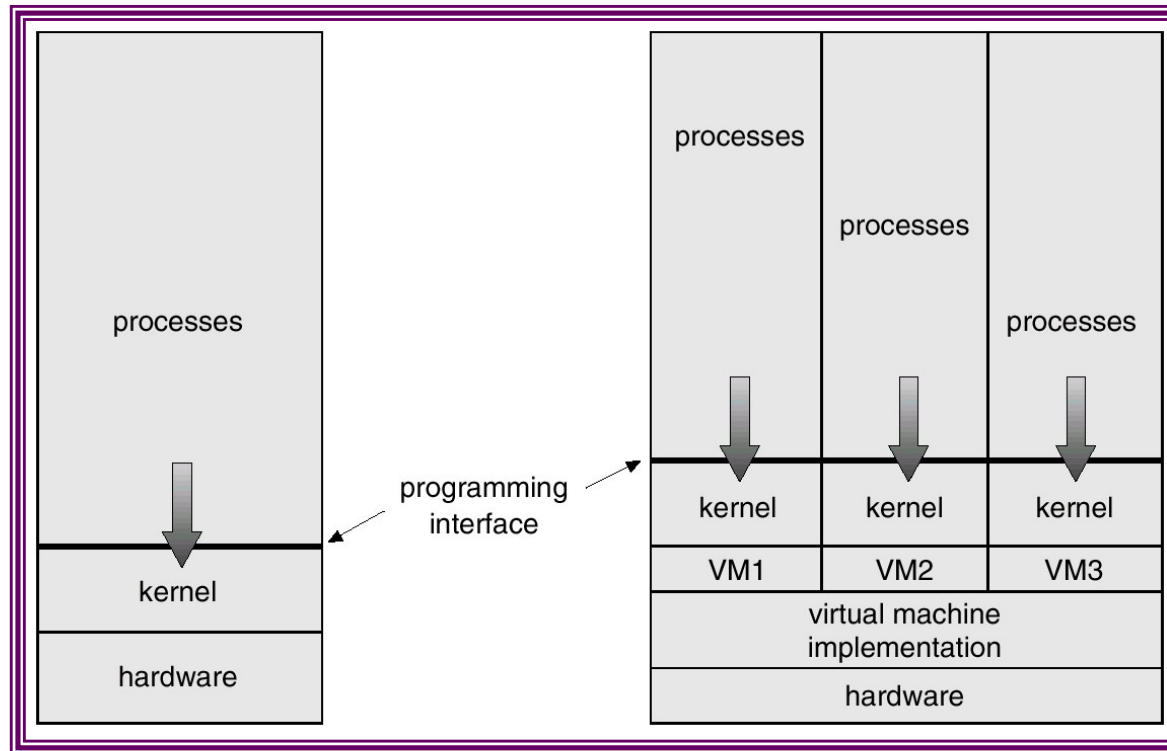 processes
kernel
hardware
programming
interface
processes
processes
processes
kernel
kernel
kernel
VM1
VM2
VM3
virtual machine
implementation
hardware